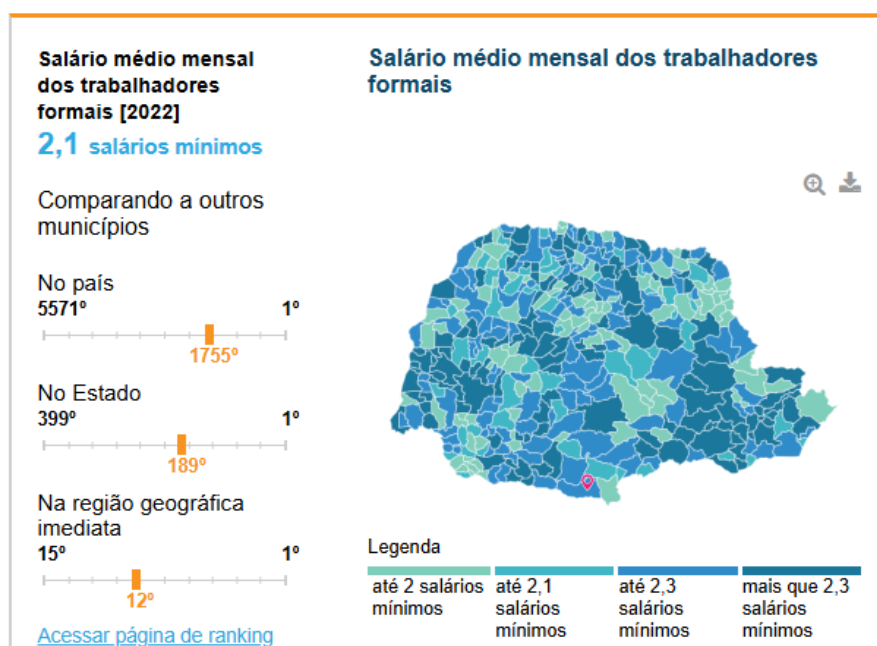 Salário médio mensal
dos trabalhadores
formais [2022]
2,1 salários mínimos
Comparando a outros
municípios
No país
5571º 1º
1755º
No Estado
399º 1º
189º
Na região geográfica
imediata
15º 1º
12º
Acessar página de ranking
Salário médio mensal dos trabalhadores
formais
Legenda
até 2 salários
mínimos
até 2,1
salários
mínimos
até 2,3
salários
mínimos
mais que 2,3
salários
mínimos